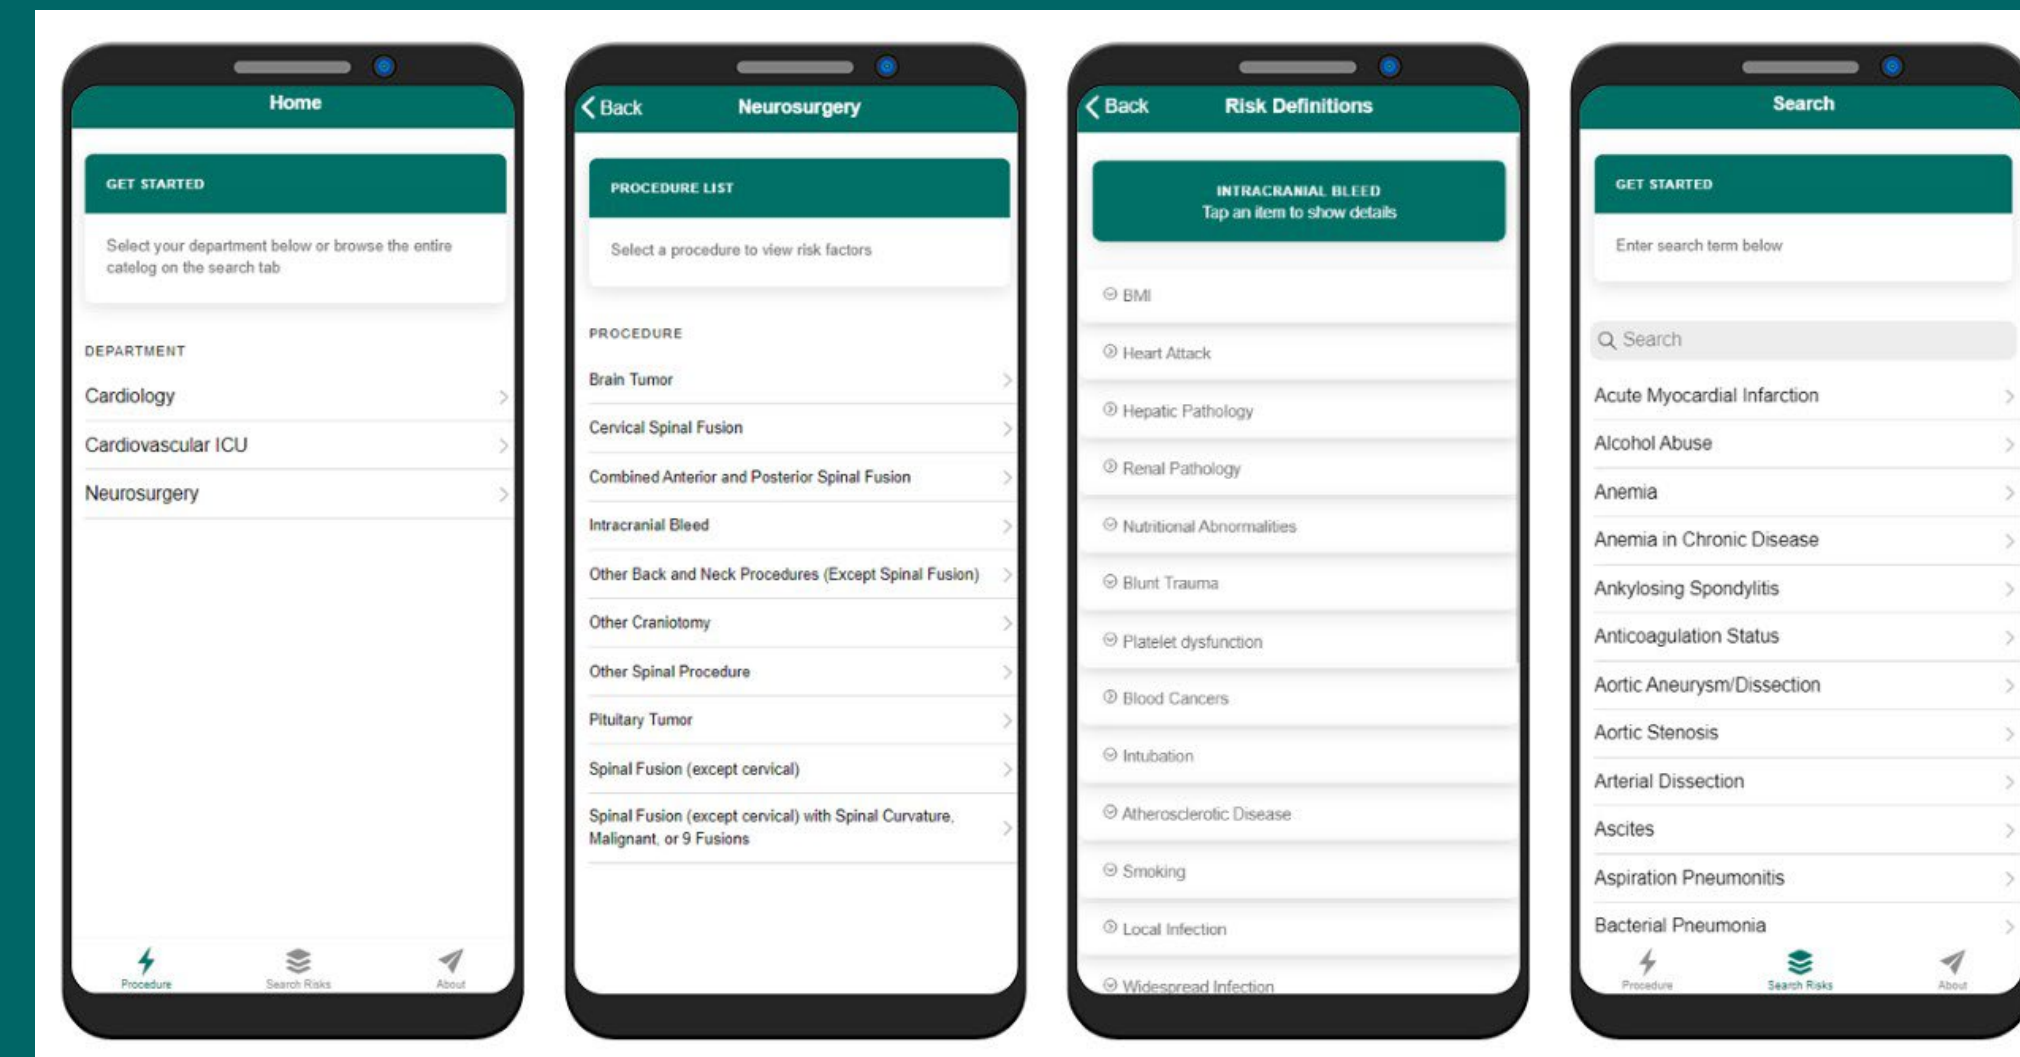 Home
GET STARTED
Select your department below or browse the entire
catelog on the search tab
DEPARTMENT
Cardiology
Cardiovascular ICU
Neurosurgery
Procedure
Search Risks
About
Back
Neurosurgery
PROCEDURE LIST
Select a procedure to view risk factors
PROCEDURE
Brain Tumor
Cervical Spinal Fusion
Combined Anterior and Posterior Spinal Fusion
Intracranial Bleed
Other Back and Neck Procedures (Except Spinal Fusion)
Other Craniotomy
Other Spinal Procedure
Pituitary Tumor
Spinal Fusion (except cervical)
Spinal Fusion (except cervical) with Spinal Curvature,
Malignant, or 9 Fusions
Back
Risk Definitions
INTRACRANIAL BLEED
Tap an item to show details
BMI
Heart Attack
Hepatic Pathology
Renal Pathology
Nutritional Abnormalities
Blunt Trauma
Platelet dysfunction
Blood Cancers
Intubation
Atherosclerotic Disease
Smoking
Local Infection
Widespread Infection
Search
GET STARTED
Enter search term below
Search
Acute Myocardial Infarction
Alcohol Abuse
Anemia
Anemia in Chronic Disease
Ankylosing Spondylitis
Anticoagulation Status
Aortic Aneurysm/Dissection
Aortic Stenosis
Arterial Dissection
Ascites
Aspiration Pneumonitis
Bacterial Pneumonia
Procedure
Search Risks
About